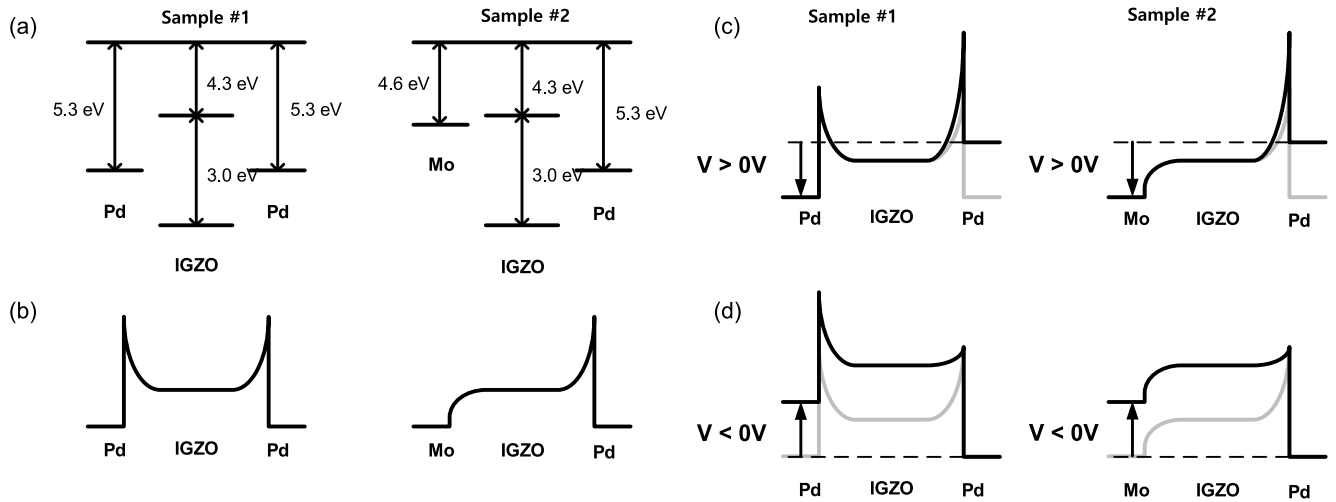 (a)
Sample #1
Sample #2
5.3 eV
4.3 eV
5.3 eV
3.0 eV
Pd
Pd
IGZO
4.6 eV
4.3 eV
5.3 eV
Mo
3.0 eV
Pd
IGZO
(b)
Pd
IGZO
Pd
Mo
IGZO
Pd
(c)
Sample #1
Sample #2
V > 0V
Pd
IGZO
Pd
V > 0V
Mo
IGZO
Pd
(d)
V < 0V
Pd
IGZO
Pd
V < 0V
Mo
IGZO
Pd